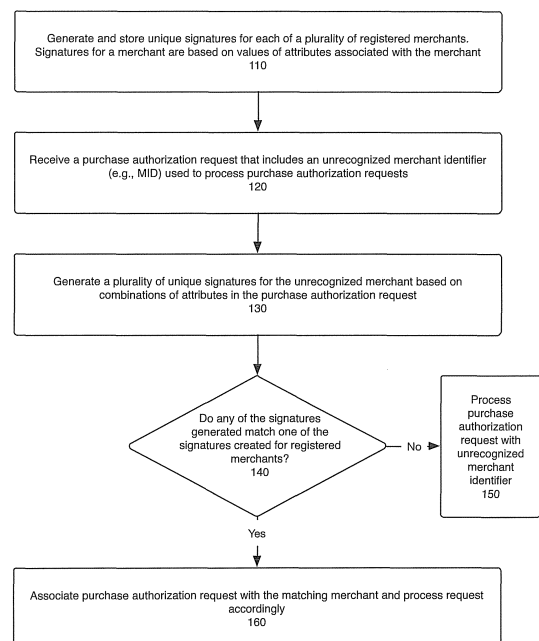 Generate and store unique signatures for each of a plurality of registered merchants.
Signatures for a merchant are based on values of attributes associated with the merchant
110
Receive a purchase authorization request that includes an unrecognized merchant identifier
(e.g., MID) used to process purchase authorization requests
120
Generate a plurality of unique signatures for the unrecognized merchant based on
combinations of attributes in the purchase authorization request
130
Do any of the signatures
generated match one of the
signatures created for registered
merchants?
140
No
Process
purchase
authorization
request with
unrecognized
merchant
identifier
150
Yes
Associate purchase authorization request with the matching merchant and process request
accordingly
160